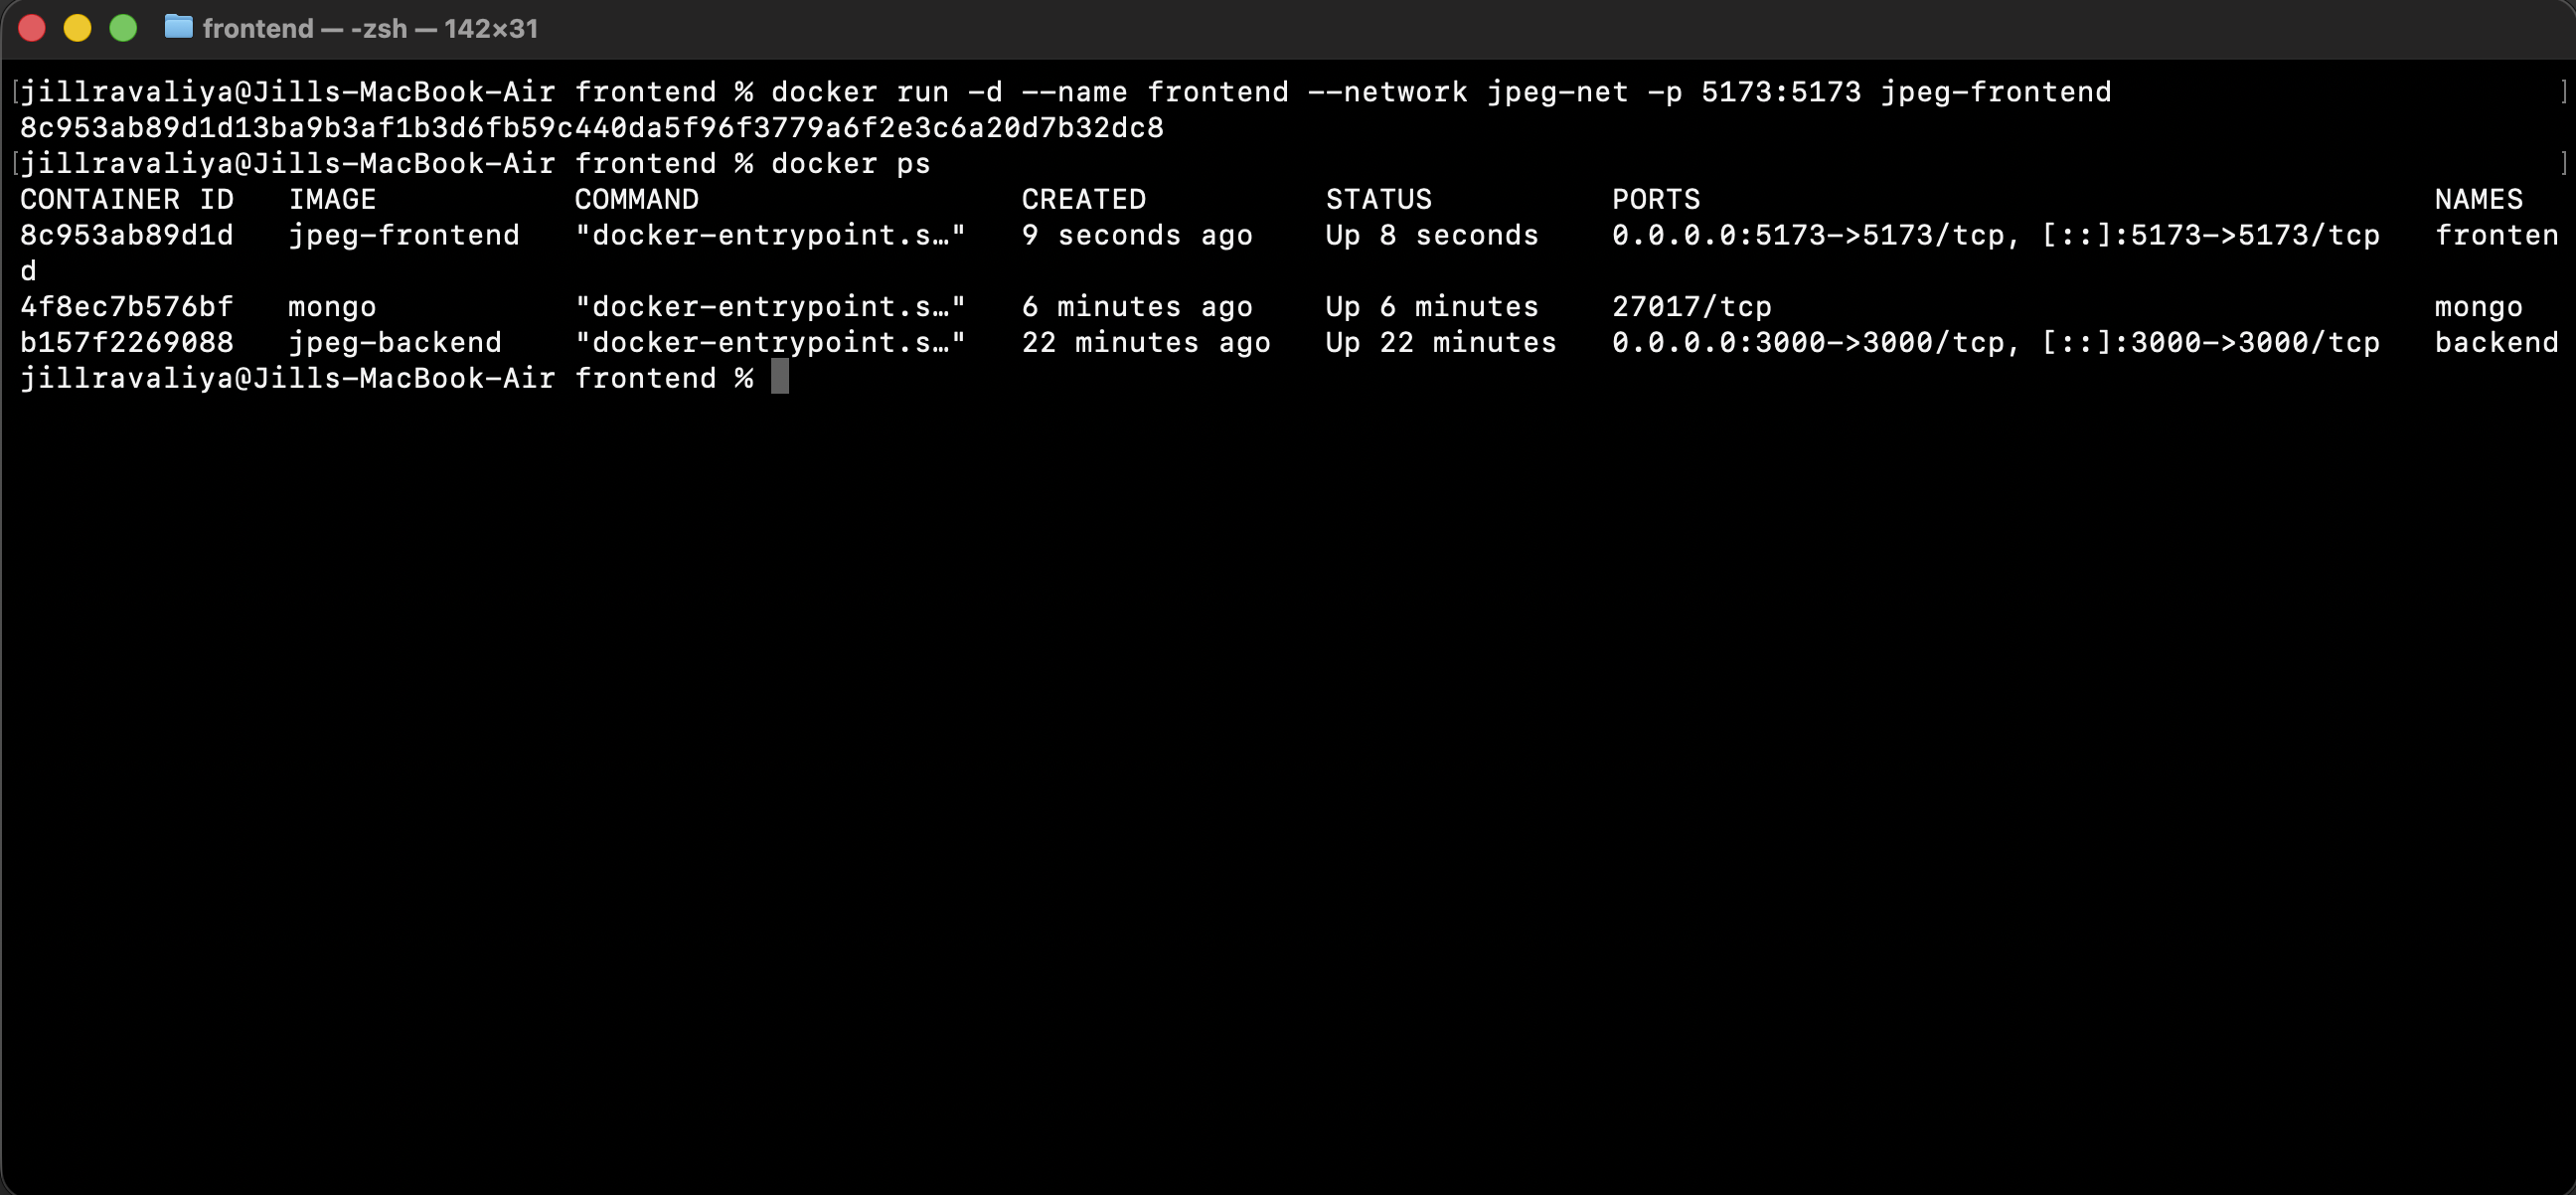 frontend — -zsh — 142×31
[jillravaliya@Jills-MacBook-Air frontend % docker run -d --name frontend --network jpeg-net -p 5173:5173 jpeg-frontend ]
8c953ab89d1d13ba9b3af1b3d6fb59c440da5f96f3779a6f2e3c6a20d7b32dc8
[jillravaliya@Jills-MacBook-Air frontend % docker ps ]
CONTAINER ID   IMAGE           COMMAND                  CREATED          STATUS          PORTS                                         NAMES
8c953ab89d1d   jpeg-frontend   "docker-entrypoint.s…"   9 seconds ago    Up 8 seconds    0.0.0.0:5173->5173/tcp, [::]:5173->5173/tcp   fronten
d
4f8ec7b576bf   mongo           "docker-entrypoint.s…"   6 minutes ago    Up 6 minutes    27017/tcp                                     mongo
b157f2269088   jpeg-backend    "docker-entrypoint.s…"   22 minutes ago   Up 22 minutes   0.0.0.0:3000->3000/tcp, [::]:3000->3000/tcp   backend
jillravaliya@Jills-MacBook-Air frontend %